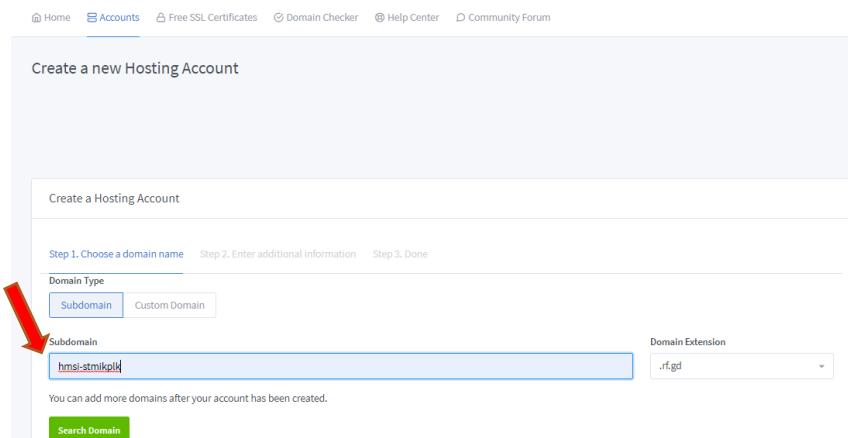 Home Accounts Free SSL Certificates Domain Checker Help Center Community Forum
Create a new Hosting Account
Create a Hosting Account
Step 1. Choose a domain name Step 2. Enter additional information Step 3. Done
Domain Type
Subdomain Custom Domain
Subdomain Domain Extension
hmsi-stmikplk .rf.gd
You can add more domains after your account has been created.
Search Domain